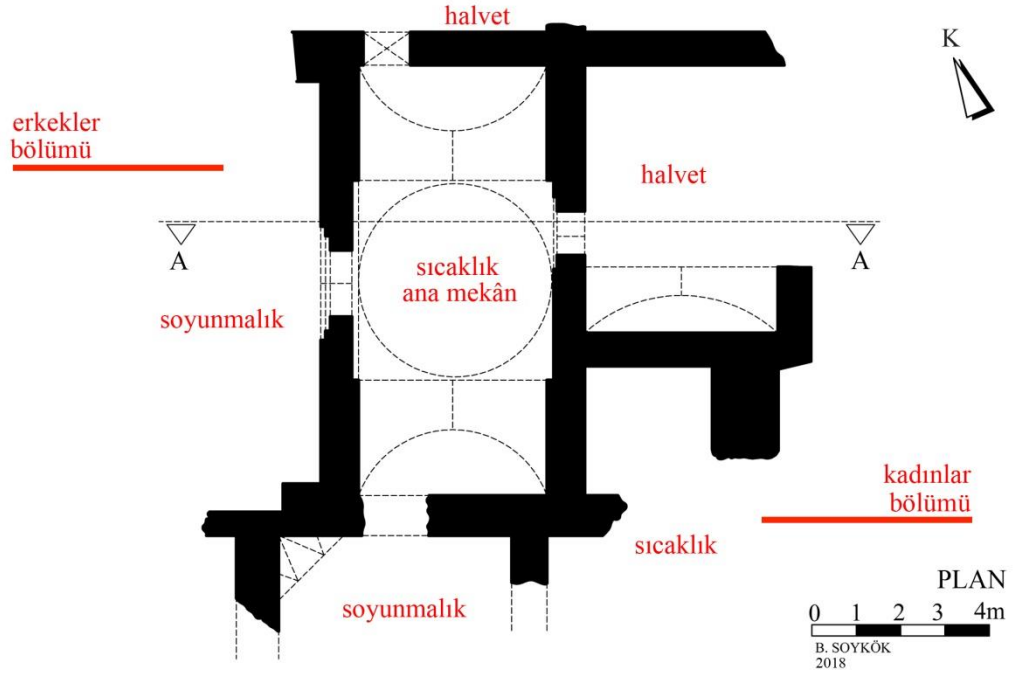 halvet
K
erkekler
bölümü
halvet
A
A
sıcaklık
ana mekân
soyunmalık
kadınlar
bölümü
sıcaklık
soyunmalık
PLAN
0 1 2 3 4m
B. SOYKÖK
2018